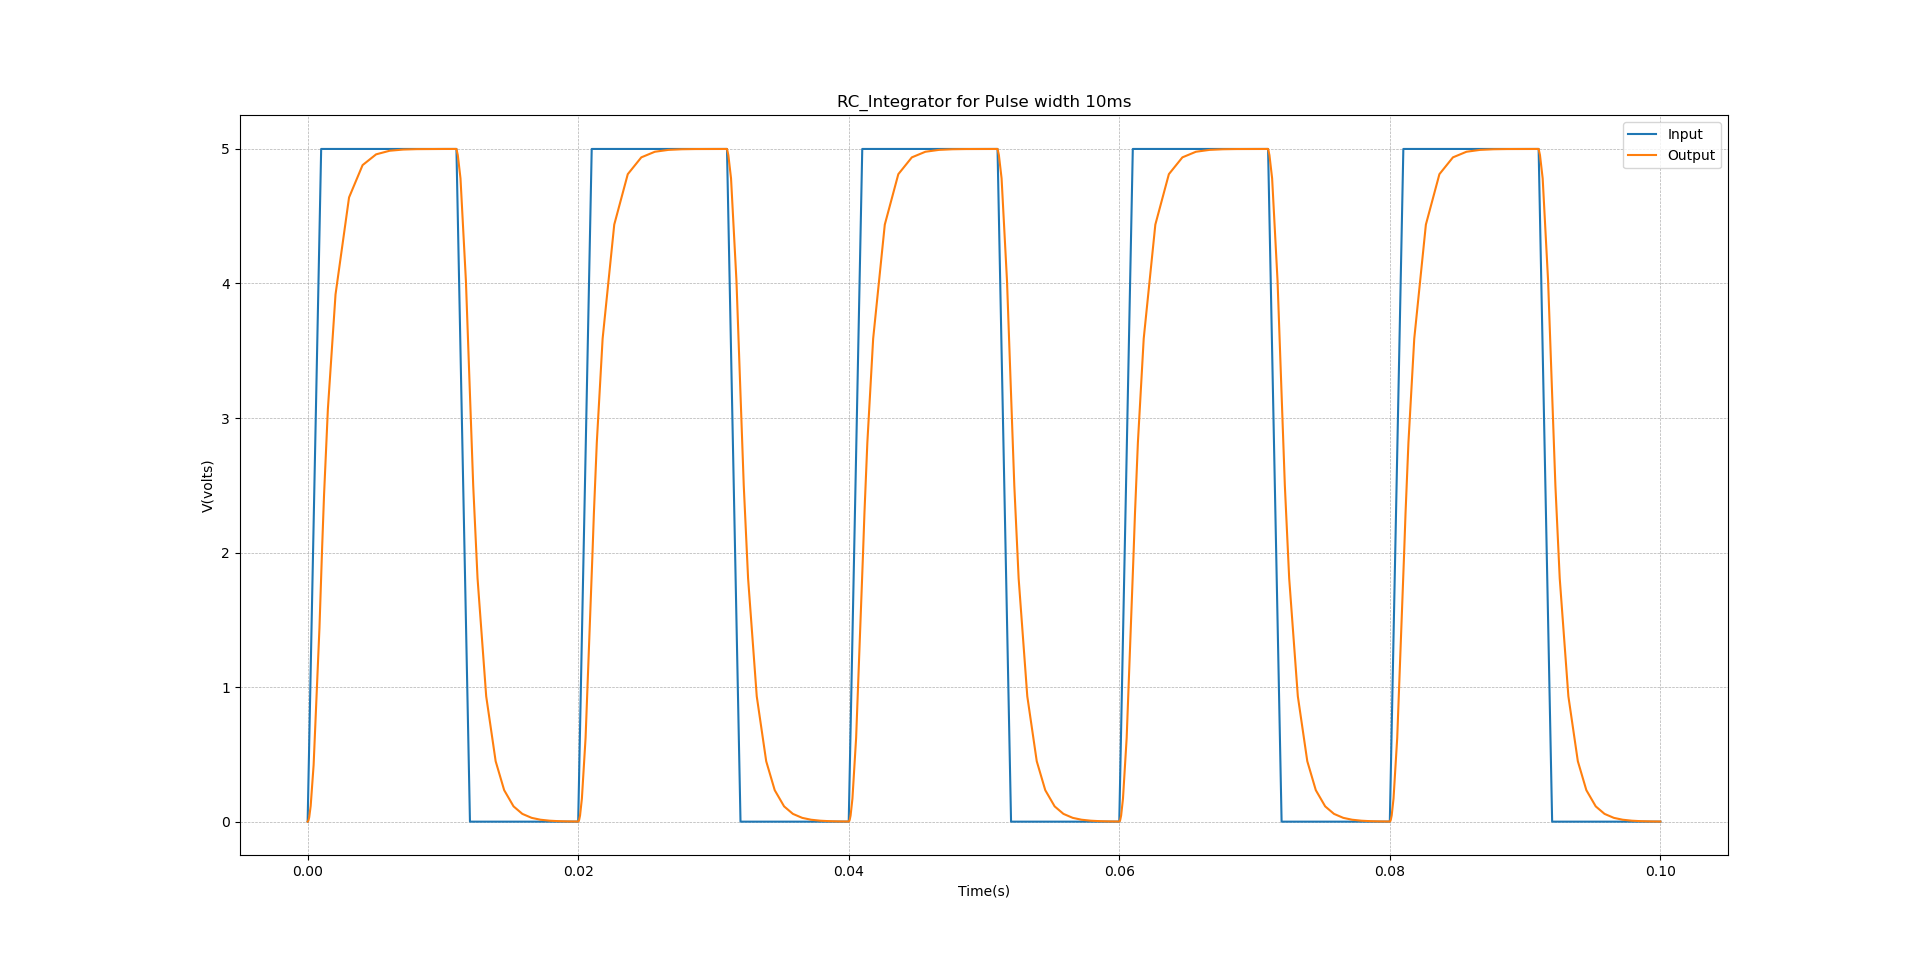 RC_Integrator for Pulse width 10ms
Input
Output
5
4
3
2
1
0
V(volts)
0.00 0.02 0.04 0.06 0.08 0.10
Time(s)